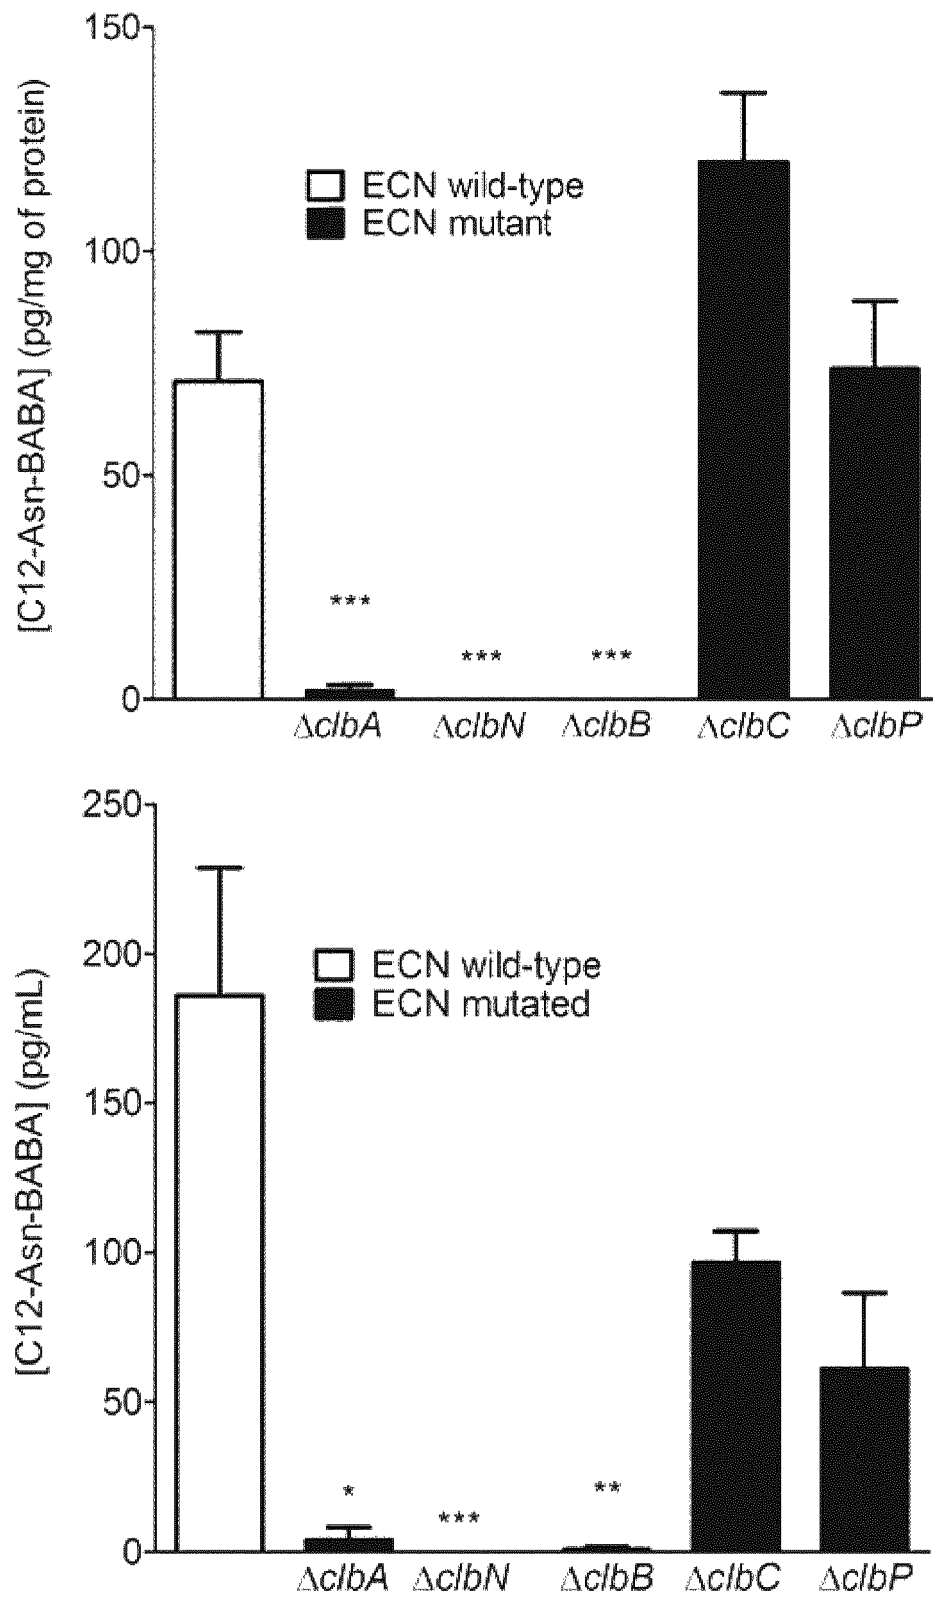 150
100
50
0
[C12-Asn-BABA] (pg/mg of protein)
ECN wild-type
ECN mutant
***
***
***
ΔclbA ΔclbN ΔclbB ΔclbC ΔclbP
250
200
150
100
50
0
[C12-Asn-BABA] (pg/mL)
ECN wild-type
ECN mutated
*
***
**
ΔclbA ΔclbN ΔclbB ΔclbC ΔclbP